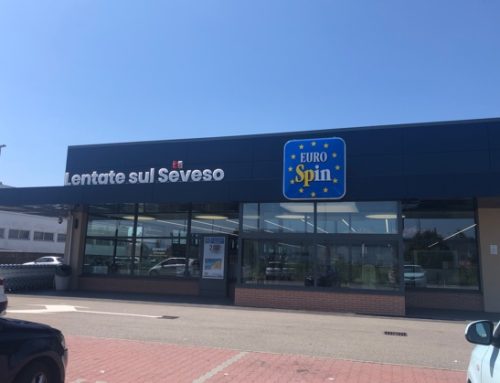 Lentate sul Seveso
EURO
Spin